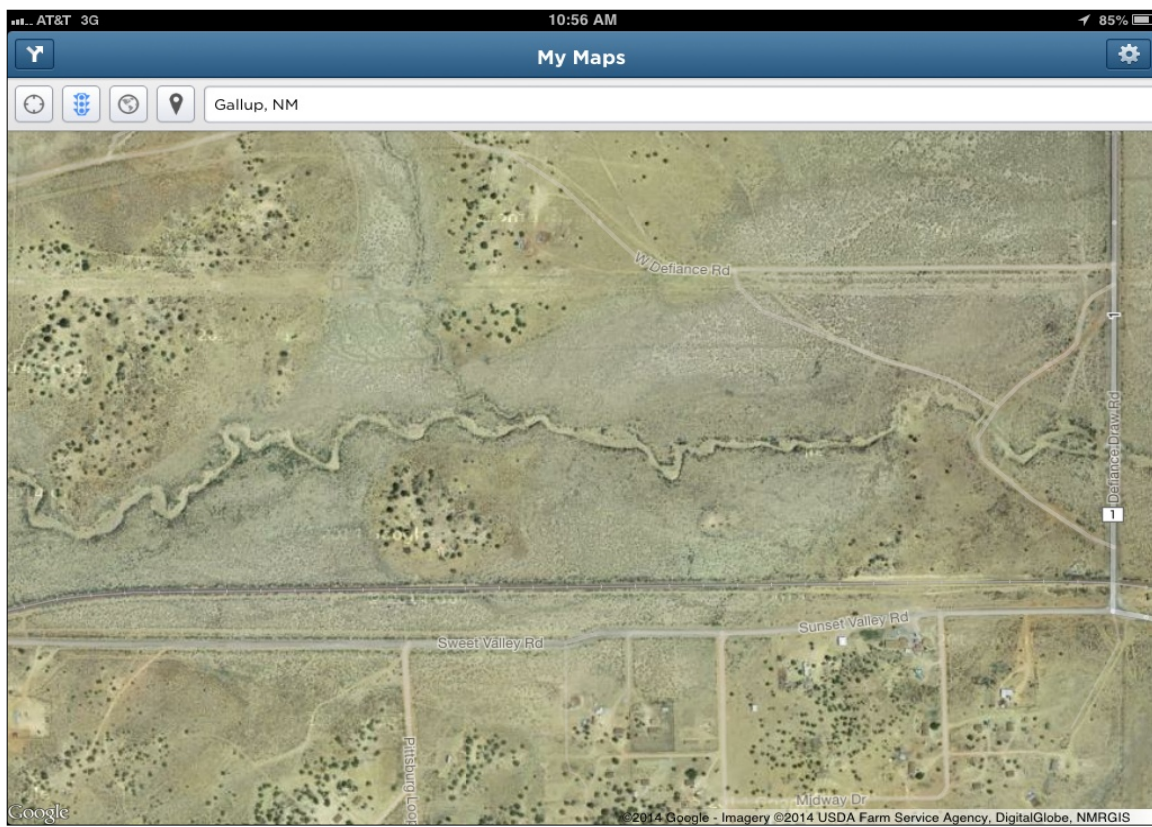 AT&T 3G
10:56 AM
85%
My Maps
Gallup, NM
W Defiance Rd
1
Defiance Draw Rd
1
Sunset Valley Rd
Sweet Valley Rd
Pittsburg Loop
Midway Dr
Google
©2014 Google - Imagery ©2014 USDA Farm Service Agency, DigitalGlobe, NMRGIS